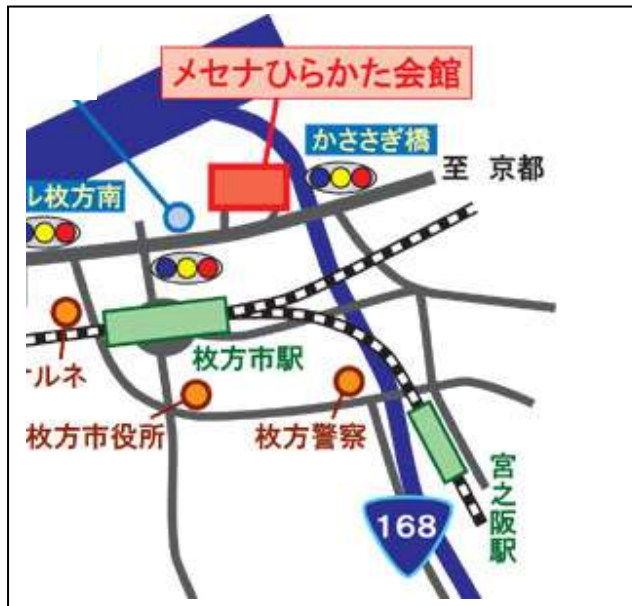 メセナひらかた会館
かささぎ橋
至 京都
ル枚方南
枚方市駅
オルネ
枚方市役所
枚方警察
宮之阪駅
168